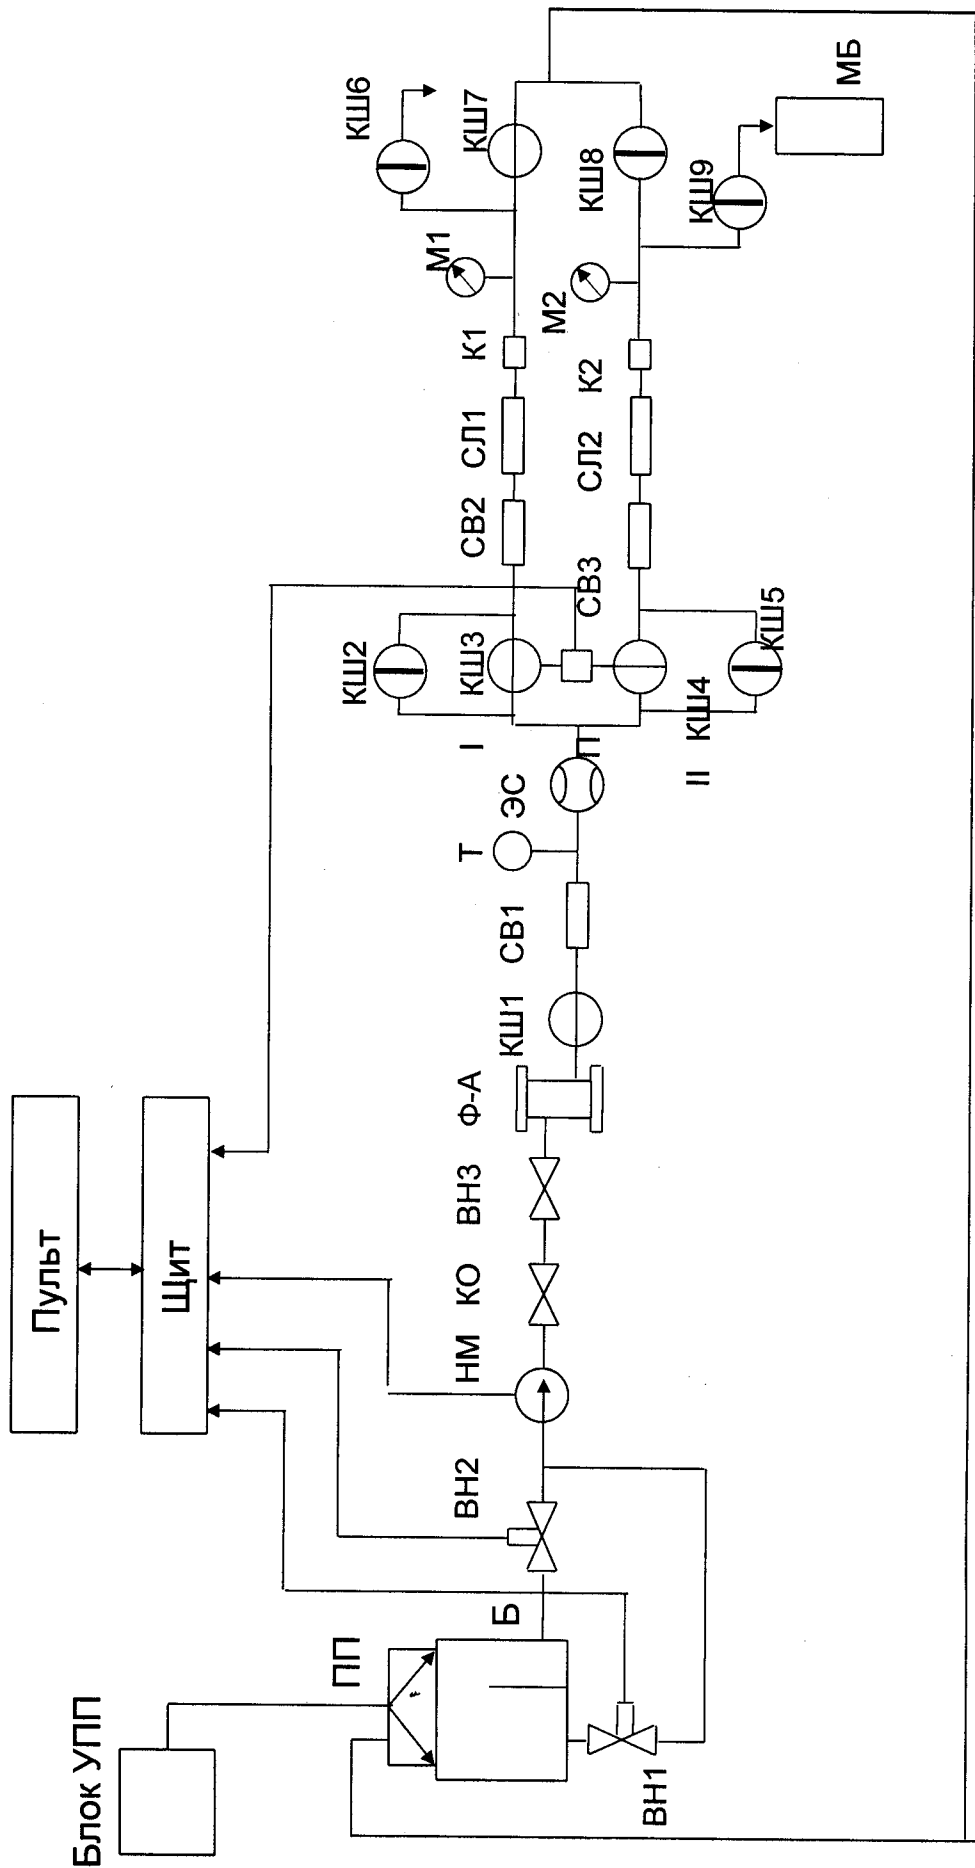 Блок УПП
Пульт
Щит
ПП
Б
ВН1
ВН2
НМ
КО
ВН3
Ф-А
КШ1
СВ1
Т
ЭС
П
I
II
КШ2
КШ3
КШ4
КШ5
СВ2
СВ3
СЛ1
СЛ2
К1
К2
М1
М2
КШ6
КШ7
КШ8
КШ9
МБ